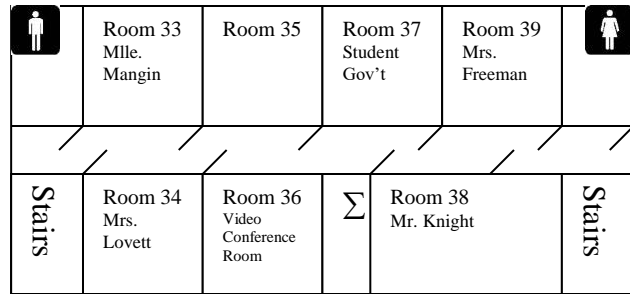 Room 33
Mlle.
Mangin
Room 35
Room 37
Student
Gov't
Room 39
Mrs.
Freeman
Stairs
Room 34
Mrs.
Lovett
Room 36
Video
Conference
Room
Σ
Room 38
Mr. Knight
Stairs